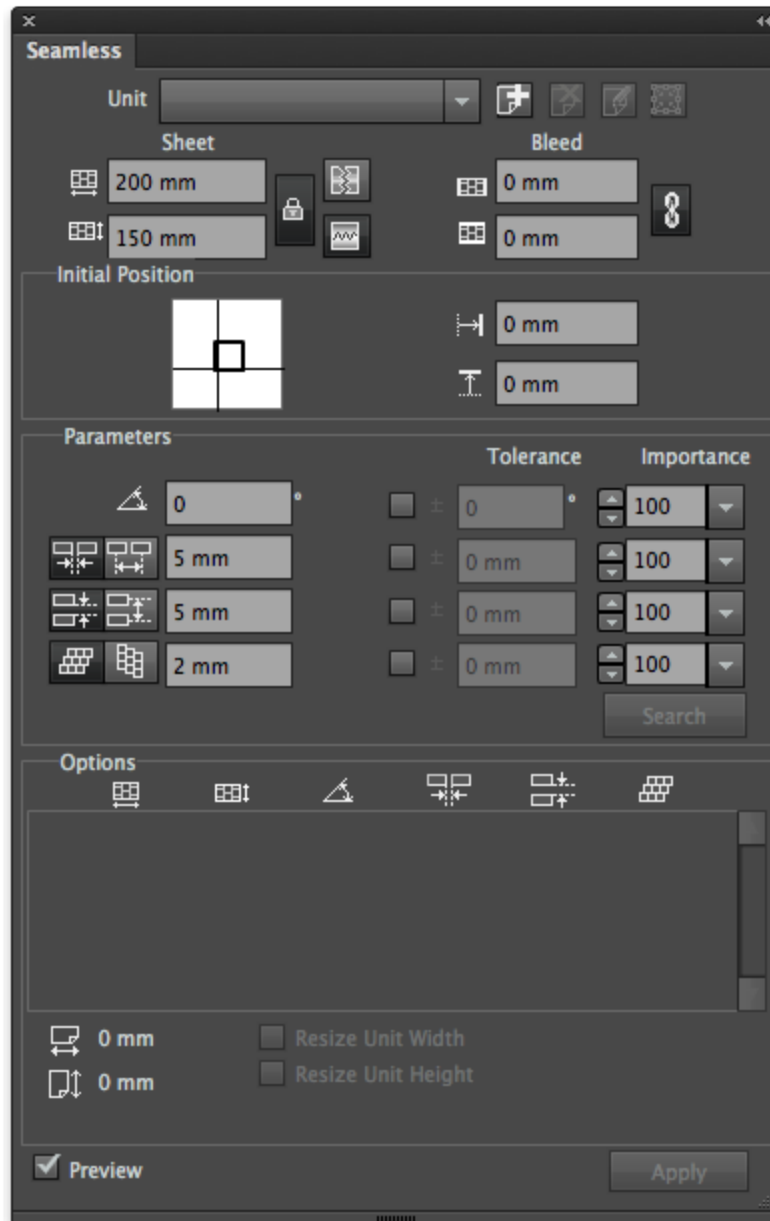 Seamless
Unit
Sheet Bleed
200 mm 0 mm
150 mm 0 mm
Initial Position
0 mm
0 mm
Parameters
Tolerance Importance
0 ° ± 0 ° 100
5 mm ± 0 mm 100
5 mm ± 0 mm 100
2 mm ± 0 mm 100
Search
Options
0 mm Resize Unit Width
0 mm Resize Unit Height
Preview Apply